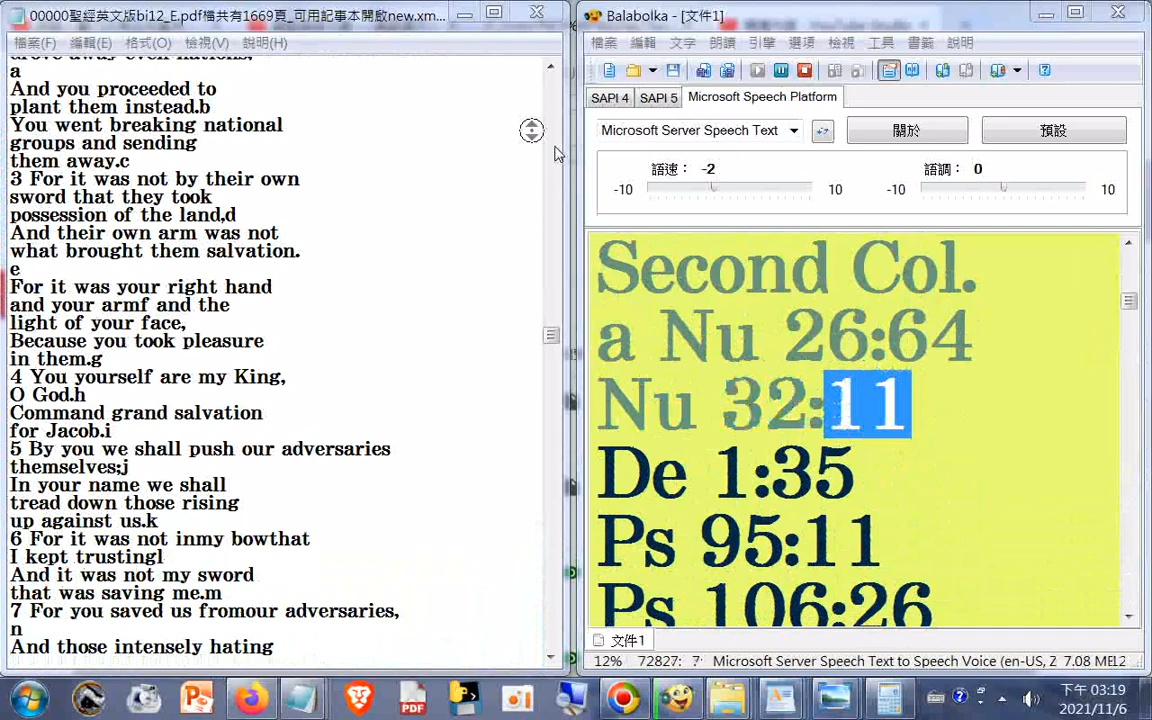 00000聖經英文版bi12_E.pdf檔共有1669頁_可用記事本開啟new.xm...
檔案(F) 編輯(E) 格式(O) 檢視(V) 說明(H)
a
And you proceeded to
plant them instead.b
You went breaking national
groups and sending
them away.c
3 For it was not by their own
sword that they took
possession of the land,d
And their own arm was not
what brought them salvation.
e
For it was your right hand
and your armf and the
light of your face,
Because you took pleasure
in them.g
4 You yourself are my King,
O God.h
Command grand salvation
for Jacob.i
5 By you we shall push our adversaries
themselves;j
In your name we shall
tread down those rising
up against us.k
6 For it was not inmy bowthat
I kept trustingl
And it was not my sword
that was saving me.m
7 For you saved us fromour adversaries,
n
And those intensely hating
Balabolka - [文件1]
檔案 編輯 文字 朗讀 引擎 選項 檢視 工具 書籤 說明
SAPI 4 SAPI 5 Microsoft Speech Platform
Microsoft Server Speech Text 關於 預設
語速： -2 語調： 0
-10 10 -10 10
Second Col.
a Nu 26:64
Nu 32:11
De 1:35
Ps 95:11
Ps 106:26
文件1
12% 72827: ? Microsoft Server Speech Text to Speech Voice (en-US, Z 7.08 ME12
PDF
下午 03:19
2021/11/6